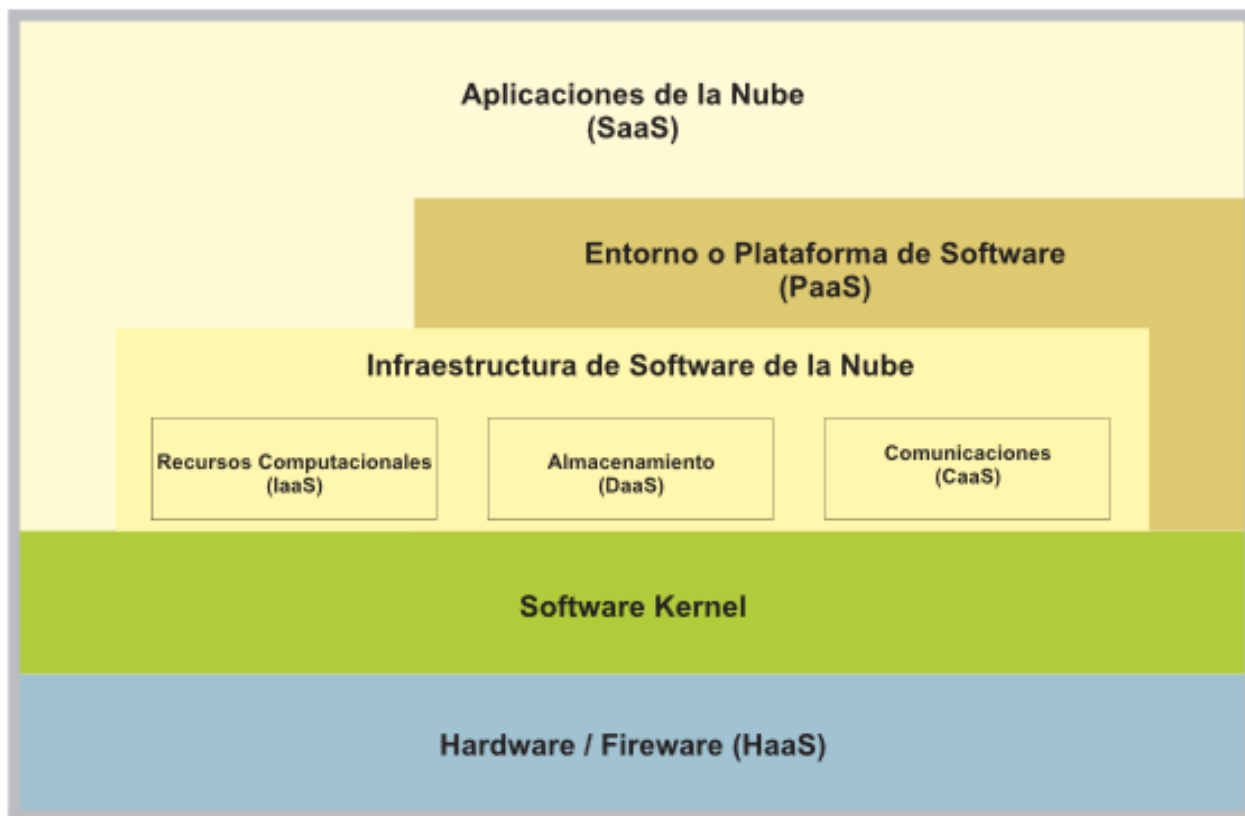 Aplicaciones de la Nube
(SaaS)
Entorno o Plataforma de Software
(PaaS)
Infraestructura de Software de la Nube
Recursos Computacionales
(IaaS)
Almacenamiento
(DaaS)
Comunicaciones
(CaaS)
Software Kernel
Hardware / Fireware (HaaS)